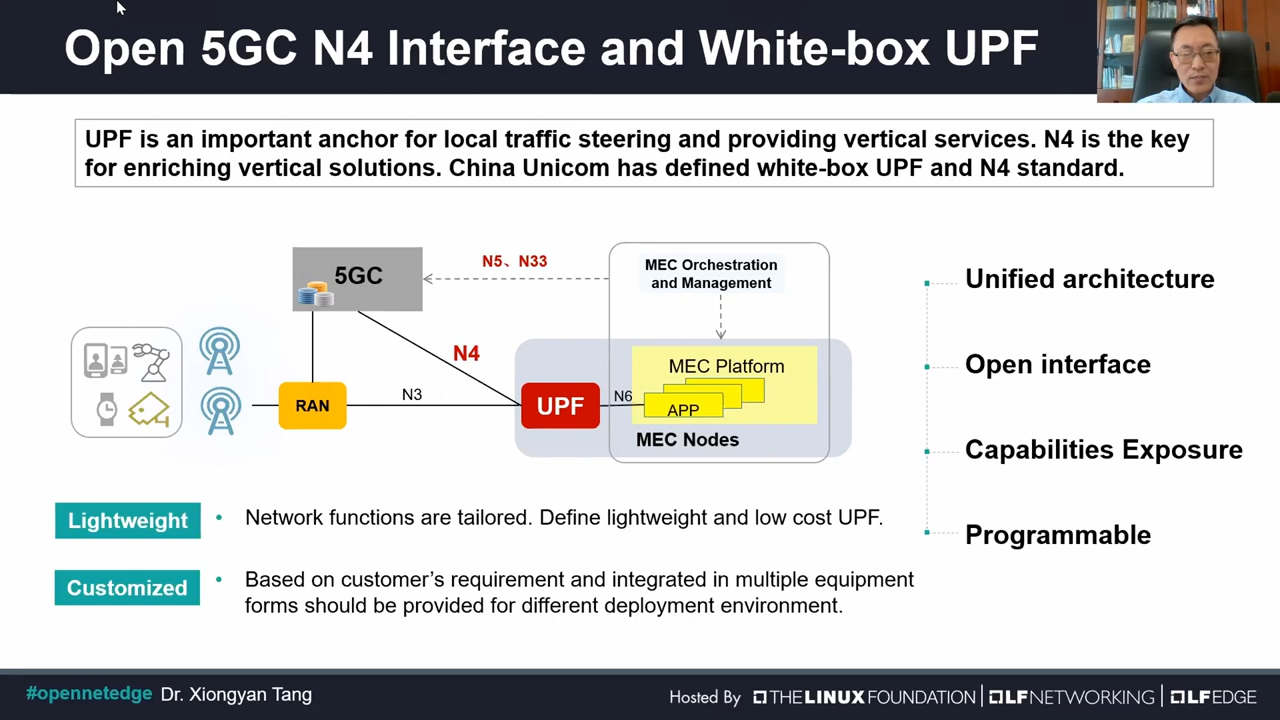 Open 5GC N4 Interface and White-box UPF
UPF is an important anchor for local traffic steering and providing vertical services. N4 is the key
for enriching vertical solutions. China Unicom has defined white-box UPF and N4 standard.
5GC
N5、N33
MEC Orchestration
and Management
N4
RAN
N3
UPF
N6
MEC Platform
APP
MEC Nodes
Unified architecture
Open interface
Capabilities Exposure
Programmable
Lightweight
• Network functions are tailored. Define lightweight and low cost UPF.
Customized
• Based on customer’s requirement and integrated in multiple equipment
forms should be provided for different deployment environment.
#opennetedge Dr. Xiongyan Tang
Hosted By THE LINUX FOUNDATION | LFNETWORKING | LFEDGE